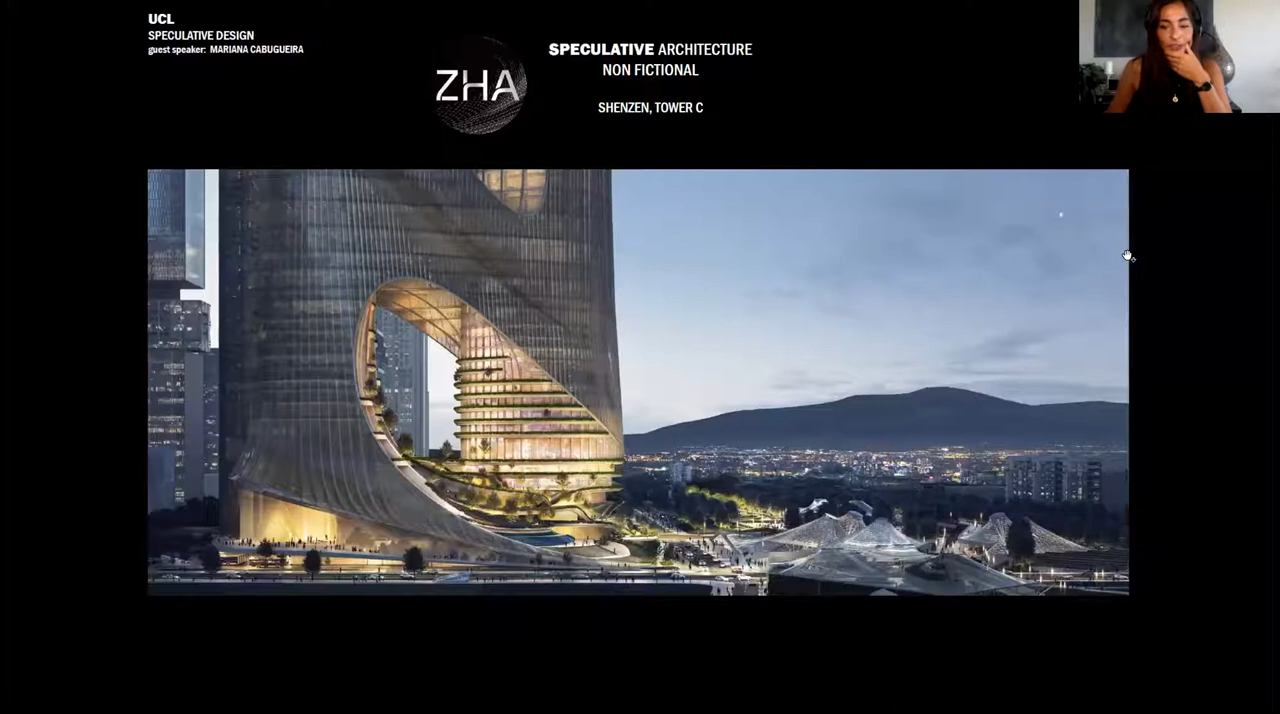 UCL
SPECULATIVE DESIGN
guest speaker: MARIANA CABUGUEIRA
ZHA
SPECULATIVE ARCHITECTURE
NON FICTIONAL
SHENZEN, TOWER C